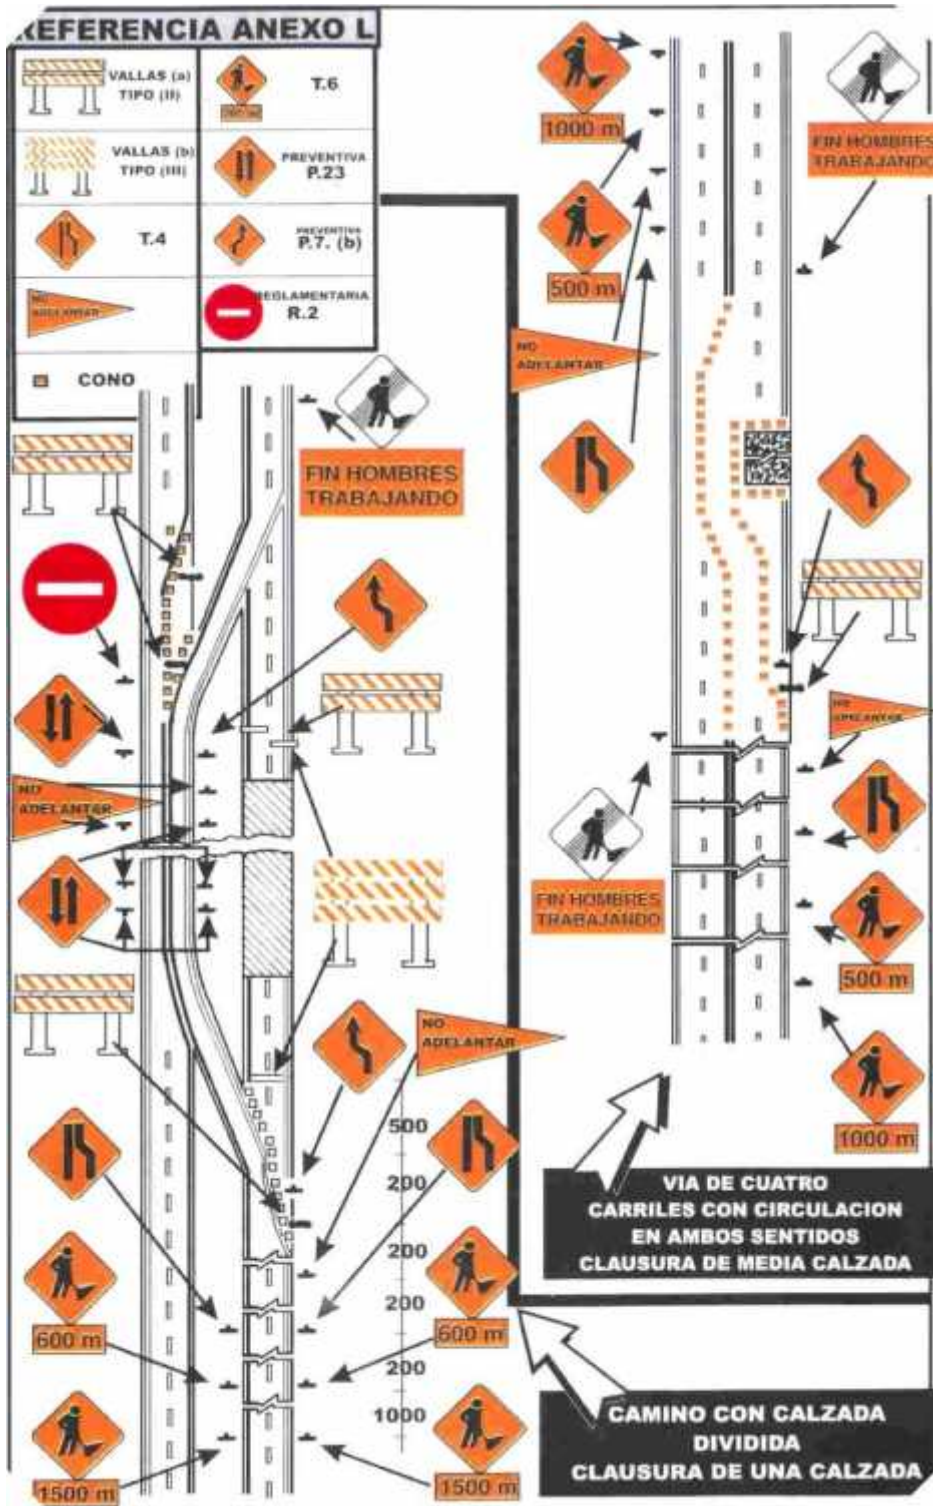 REFERENCIA ANEXO L
VALLAS (a)
TIPO (II)
T.6
VALLAS (b)
TIPO (III)
PREVENTIVA
P.23
T.4
PREVENTIVA
P.7. (b)
NO
ADELANTAR
REGLAMENTARIA
R.2
CONO
FIN HOMBRES
TRABAJANDO
NO
ADELANTAR
NO
ADELANTAR
500
200
200
200
200
1000
600 m
600 m
1500 m
1500 m
1000 m
500 m
NO
ADELANTAR
FIN HOMBRES
TRABAJANDO
NO
ADELANTAR
FIN HOMBRES
TRABAJANDO
500 m
1000 m
VIA DE CUATRO
CARRILES CON CIRCULACION
EN AMBOS SENTIDOS
CLAUSURA DE MEDIA CALZADA
CAMINO CON CALZADA
DIVIDIDA
CLAUSURA DE UNA CALZADA